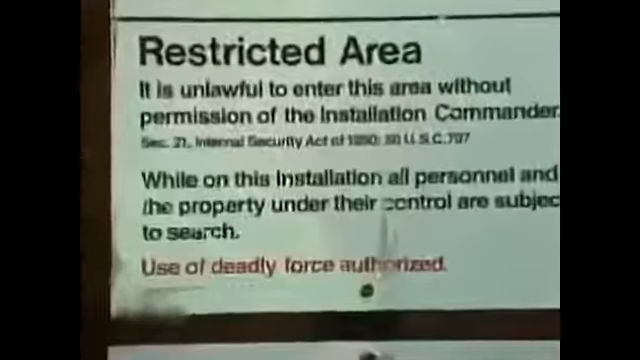 Restricted Area
It is unlawful to enter this area without
permission of the Installation Commander.
Sec. 21, Internal Security Act of 1950; 50 U.S.C. 797
While on this Installation all personnel and
the property under their control are subjec
to search.
Use of deadly force authorized.